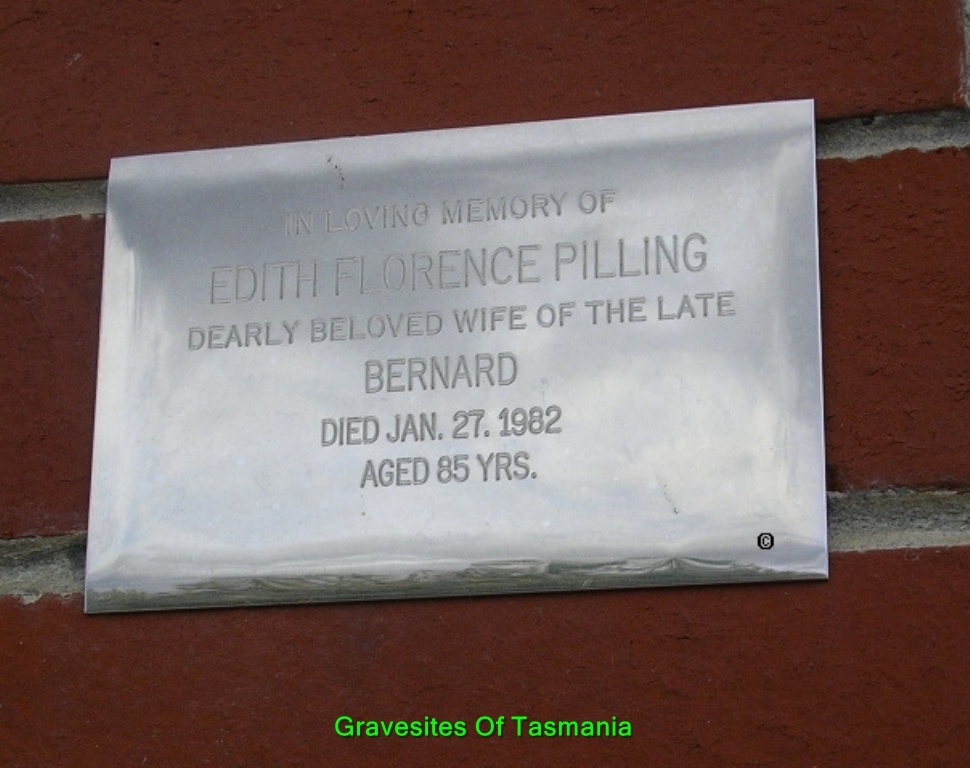 IN LOVING MEMORY OF
EDITH FLORENCE PILLING
DEARLY BELOVED WIFE OF THE LATE
BERNARD
DIED JAN. 27. 1982
AGED 85 YRS.
©
Gravesites Of Tasmania